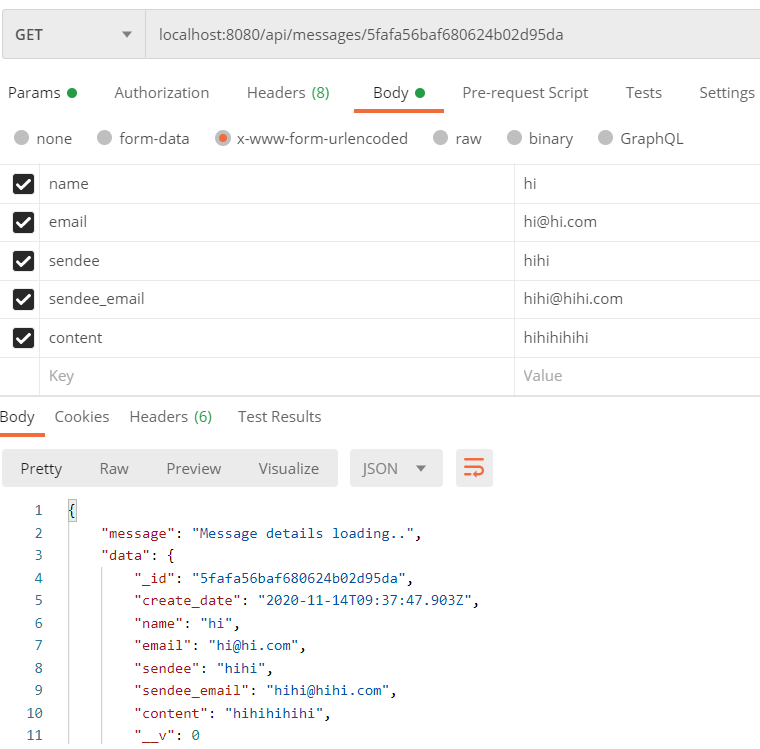 GET localhost:8080/api/messages/5fafa56baf680624b02d95da
Params Authorization Headers (8) Body Pre-request Script Tests Settings
none form-data x-www-form-urlencoded raw binary GraphQL
name hi
email hi@hi.com
sendee hihi
sendee_email hihi@hihi.com
content hihihihihi
Key Value
Body Cookies Headers (6) Test Results
Pretty Raw Preview Visualize JSON
1 {
2 "message": "Message details loading..",
3 "data": {
4 "_id": "5fafa56baf680624b02d95da",
5 "create_date": "2020-11-14T09:37:47.903Z",
6 "name": "hi",
7 "email": "hi@hi.com",
8 "sendee": "hihi",
9 "sendee_email": "hihi@hihi.com",
10 "content": "hihihihihi",
11 "__v": 0